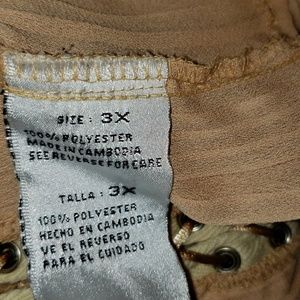 SIZE: 3X
100% POLYESTER
MADE IN CAMBODIA
SEE REVERSE FOR CARE
TALLA: 3X
100% POLYESTER
HECHO EN CAMBODIA
VE EL REVERSO
PARA EL CUIDADO